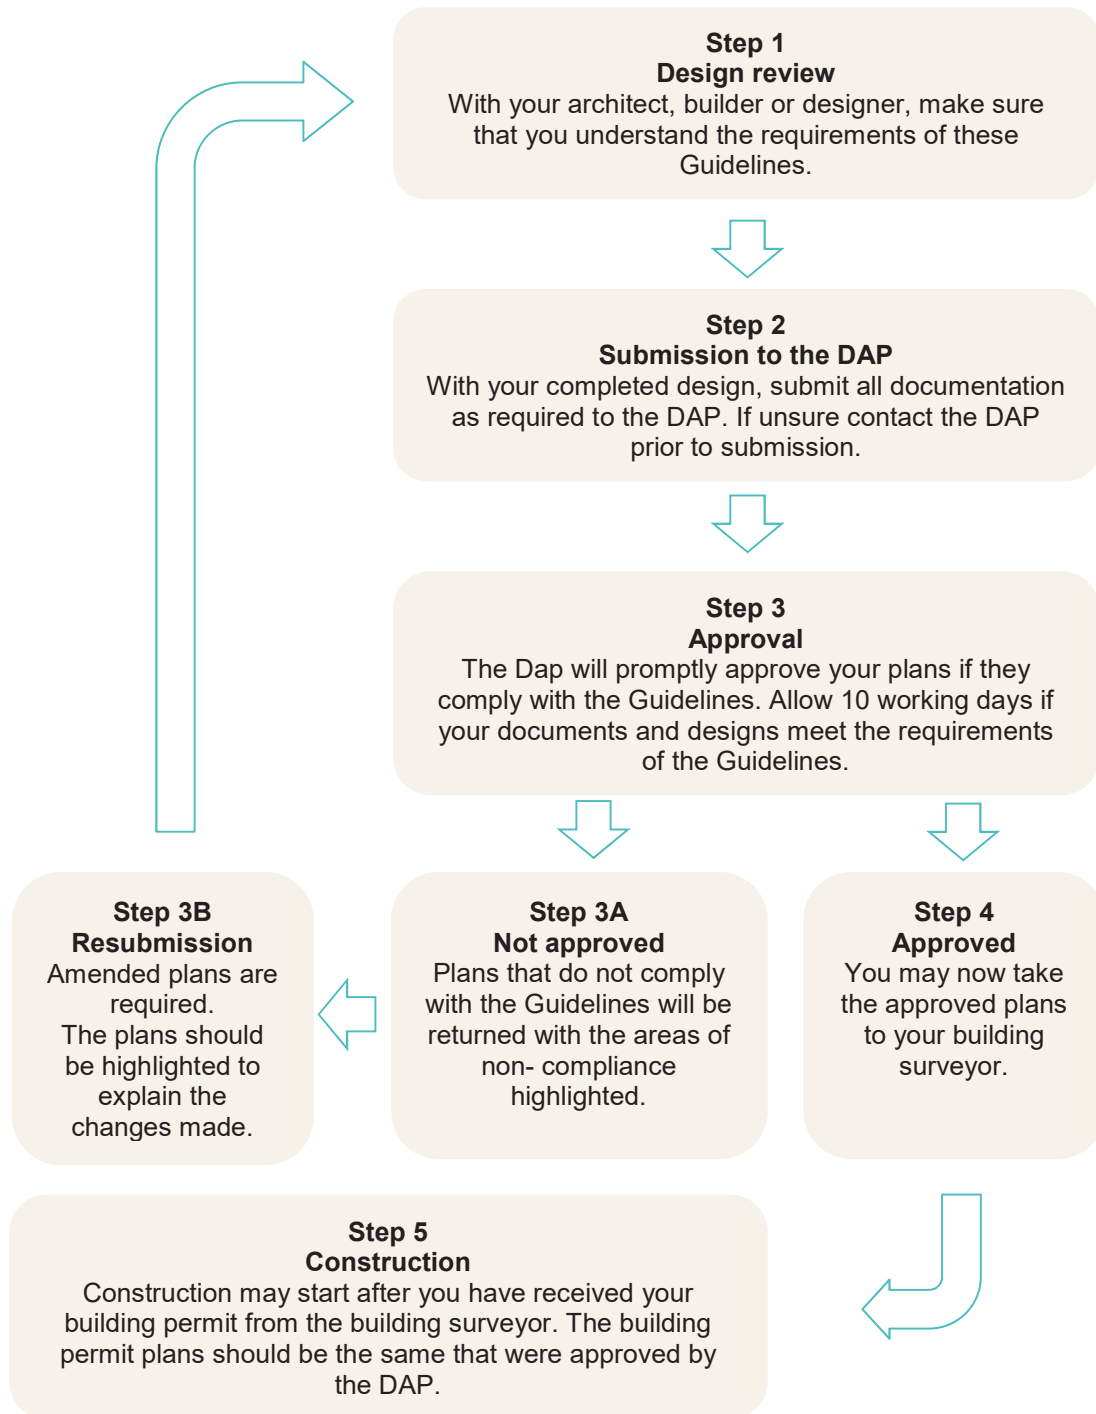 Step 1
Design review
With your architect, builder or designer, make sure
that you understand the requirements of these
Guidelines.
Step 2
Submission to the DAP
With your completed design, submit all documentation
as required to the DAP. If unsure contact the DAP
prior to submission.
Step 3
Approval
The Dap will promptly approve your plans if they
comply with the Guidelines. Allow 10 working days if
your documents and designs meet the requirements
of the Guidelines.
Step 3B
Resubmission
Amended plans are
required.
The plans should
be highlighted to
explain the
changes made.
Step 3A
Not approved
Plans that do not comply
with the Guidelines will be
returned with the areas of
non- compliance
highlighted.
Step 4
Approved
You may now take
the approved plans
to your building
surveyor.
Step 5
Construction
Construction may start after you have received your
building permit from the building surveyor. The building
permit plans should be the same that were approved by
the DAP.